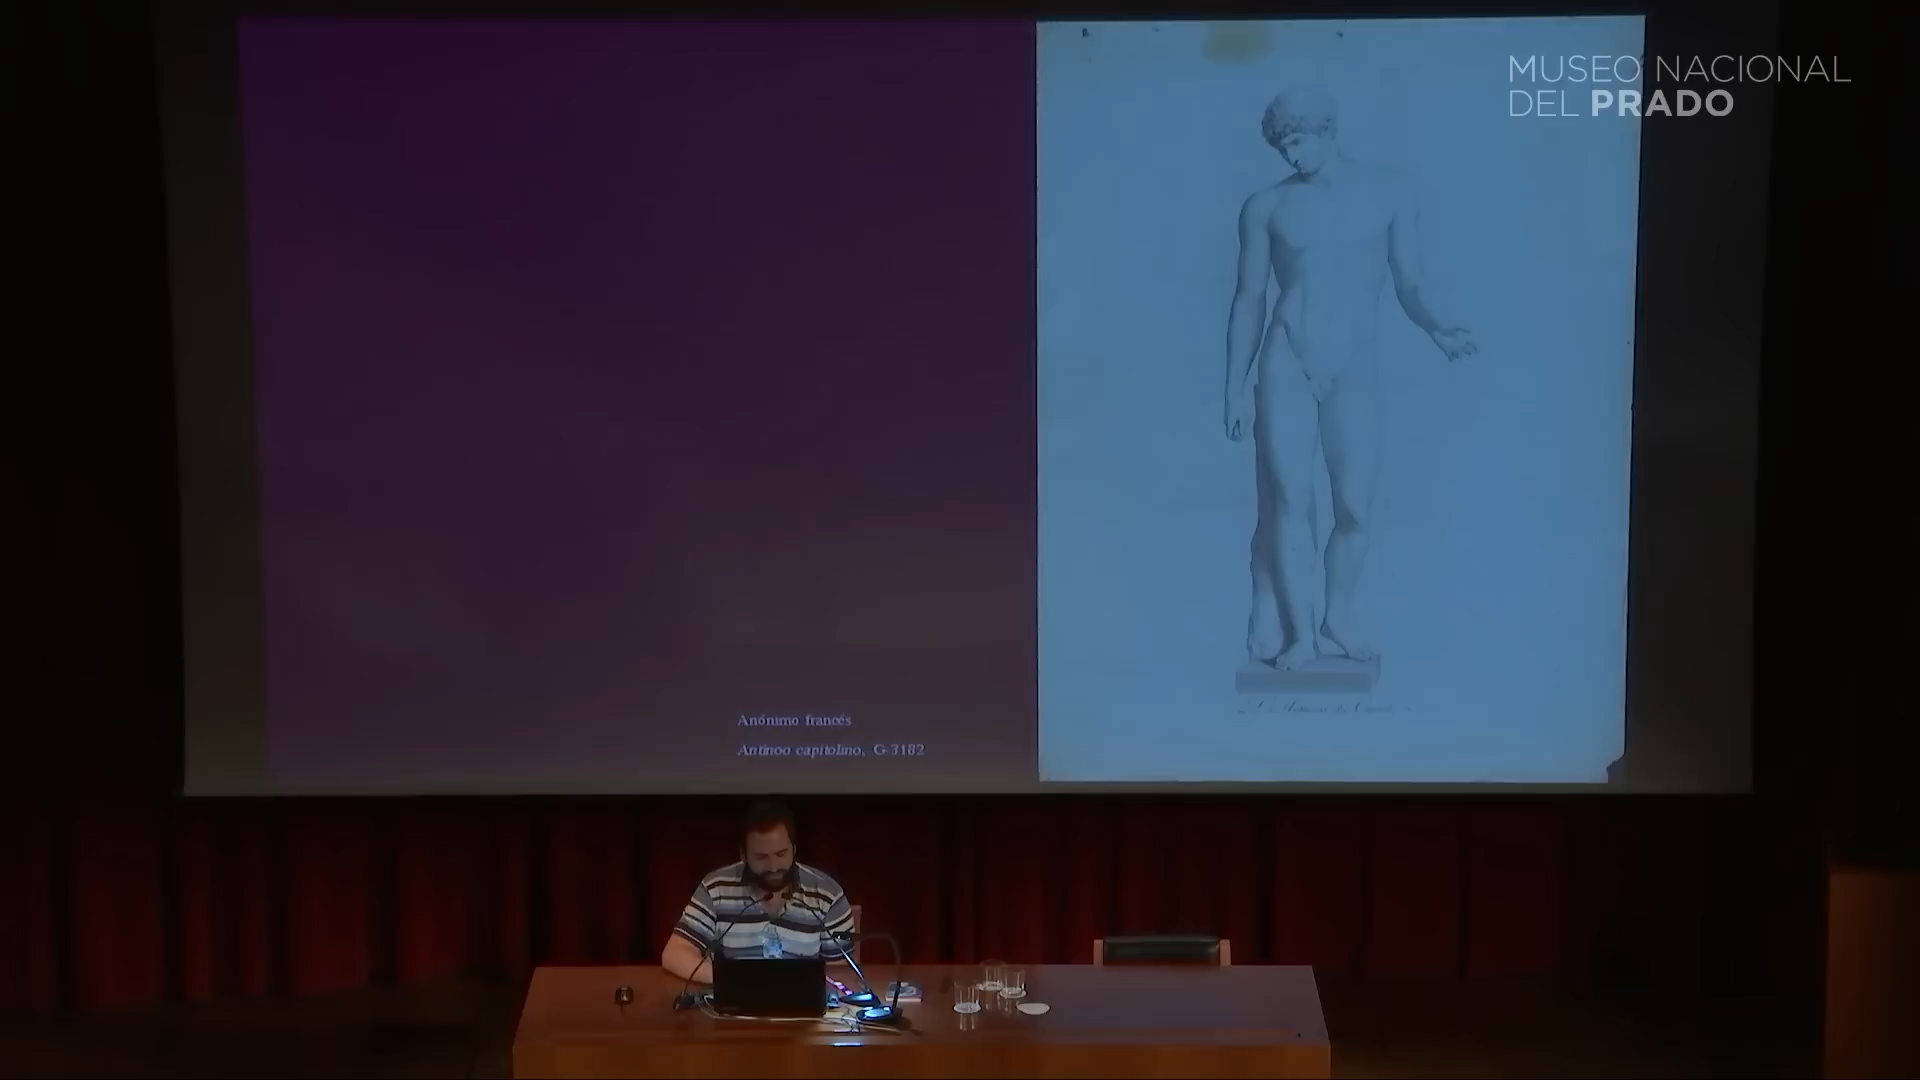 MUSEO NACIONAL
DEL PRADO
Anónimo francés
Antinoo capitolino, G-3182